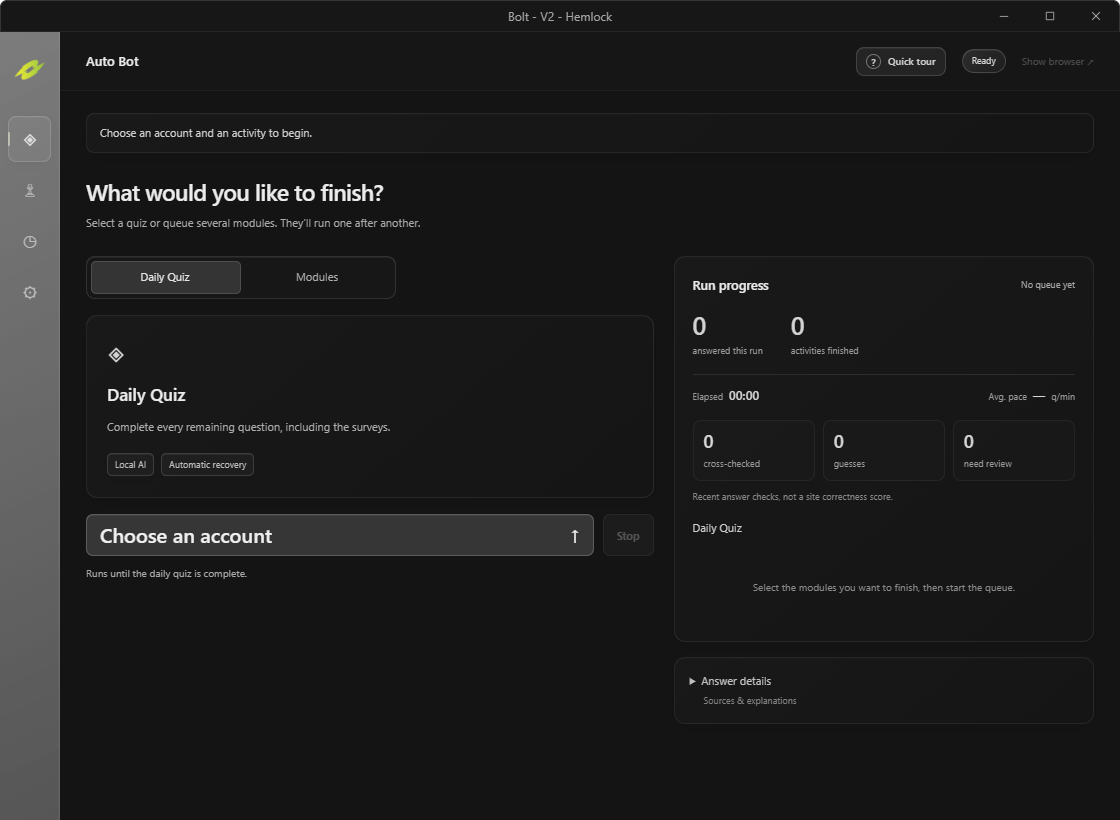 Bolt - V2 - Hemlock
Auto Bot
? Quick tour
Ready
Show browser ↗
Choose an account and an activity to begin.
What would you like to finish?
Select a quiz or queue several modules. They'll run one after another.
Daily Quiz
Modules
Daily Quiz
Complete every remaining question, including the surveys.
Local AI
Automatic recovery
Choose an account ↑
Stop
Runs until the daily quiz is complete.
Run progress
No queue yet
0
answered this run
0
activities finished
Elapsed 00:00
Avg. pace — q/min
0
cross-checked
0
guesses
0
need review
Recent answer checks, not a site correctness score.
Daily Quiz
Select the modules you want to finish, then start the queue.
▶ Answer details
Sources & explanations